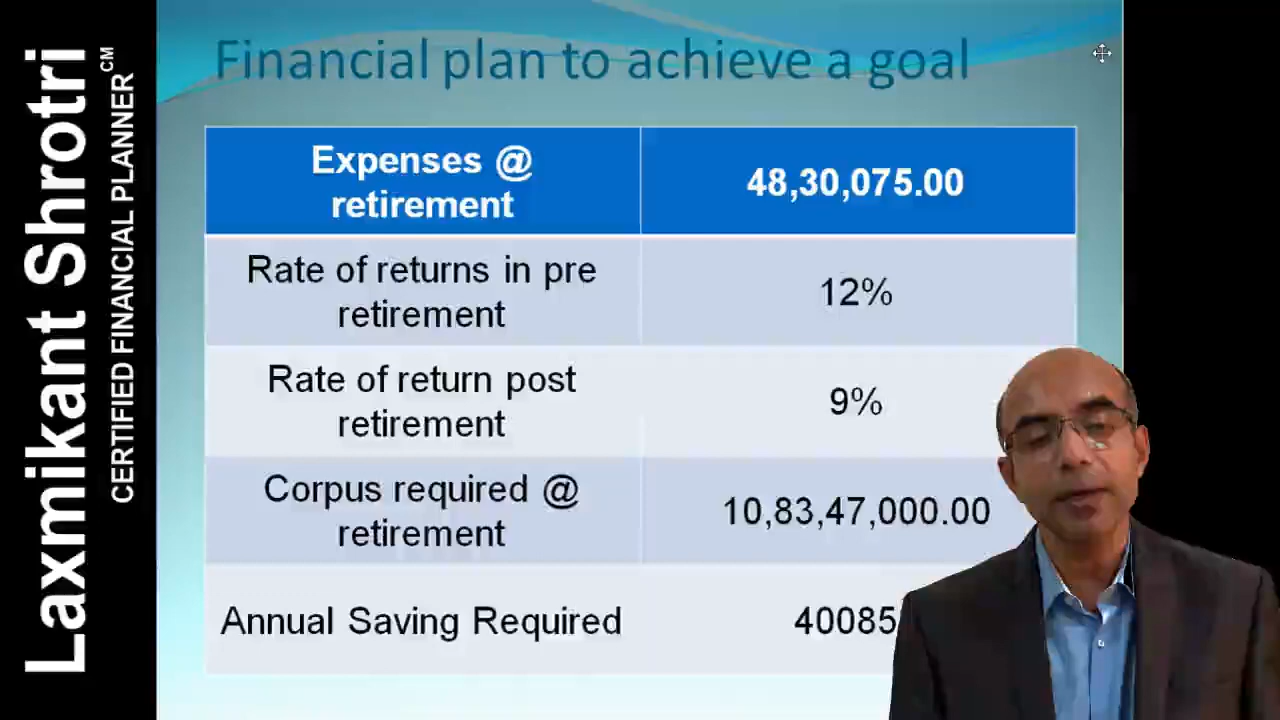 Laxmikant Shrotri
CERTIFIED FINANCIAL PLANNER CM
Financial plan to achieve a goal
Expenses @
retirement
48,30,075.00
Rate of returns in pre
retirement
12%
Rate of return post
retirement
9%
Corpus required @
retirement
10,83,47,000.00
Annual Saving Required